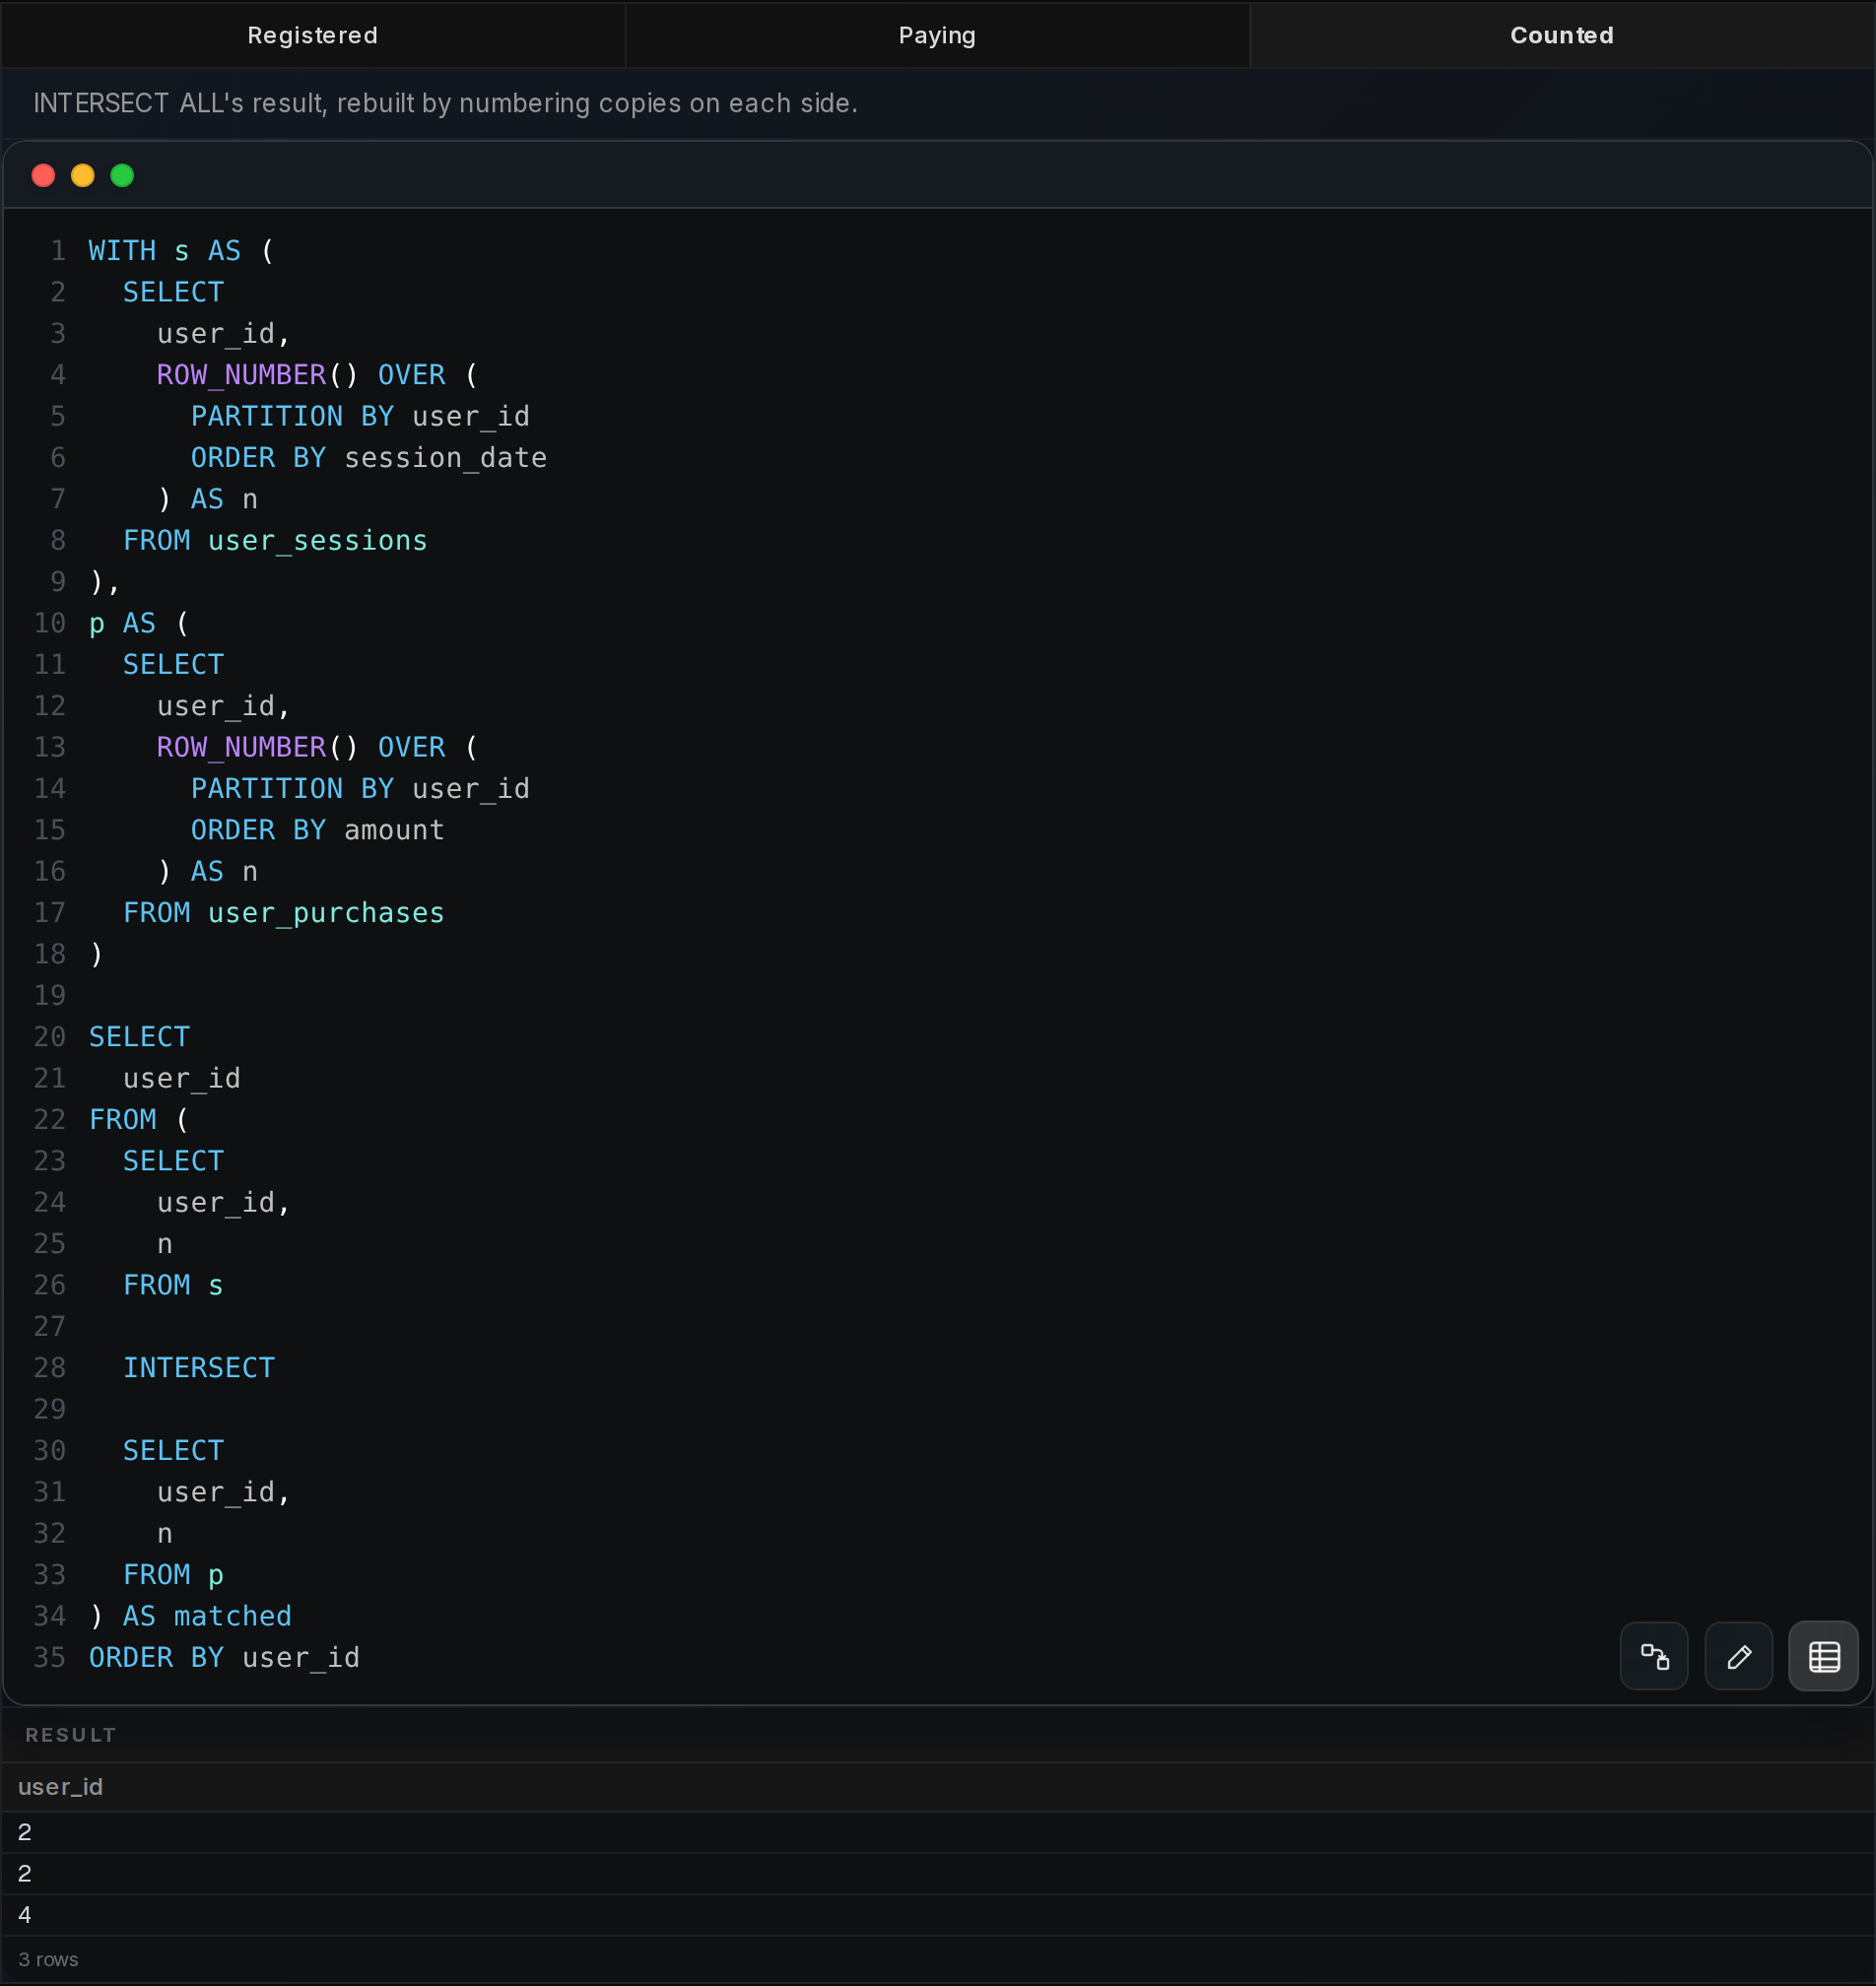 Registered
Paying
Counted
INTERSECT ALL's result, rebuilt by numbering copies on each side.
1 WITH s AS (
2   SELECT
3     user_id,
4     ROW_NUMBER() OVER (
5       PARTITION BY user_id
6       ORDER BY session_date
7     ) AS n
8   FROM user_sessions
9 ),
10 p AS (
11   SELECT
12     user_id,
13     ROW_NUMBER() OVER (
14       PARTITION BY user_id
15       ORDER BY amount
16     ) AS n
17   FROM user_purchases
18 )
19
20 SELECT
21   user_id
22 FROM (
23   SELECT
24     user_id,
25     n
26   FROM s
27
28   INTERSECT
29
30   SELECT
31     user_id,
32     n
33   FROM p
34 ) AS matched
35 ORDER BY user_id
RESULT
user_id
2
2
4
3 rows